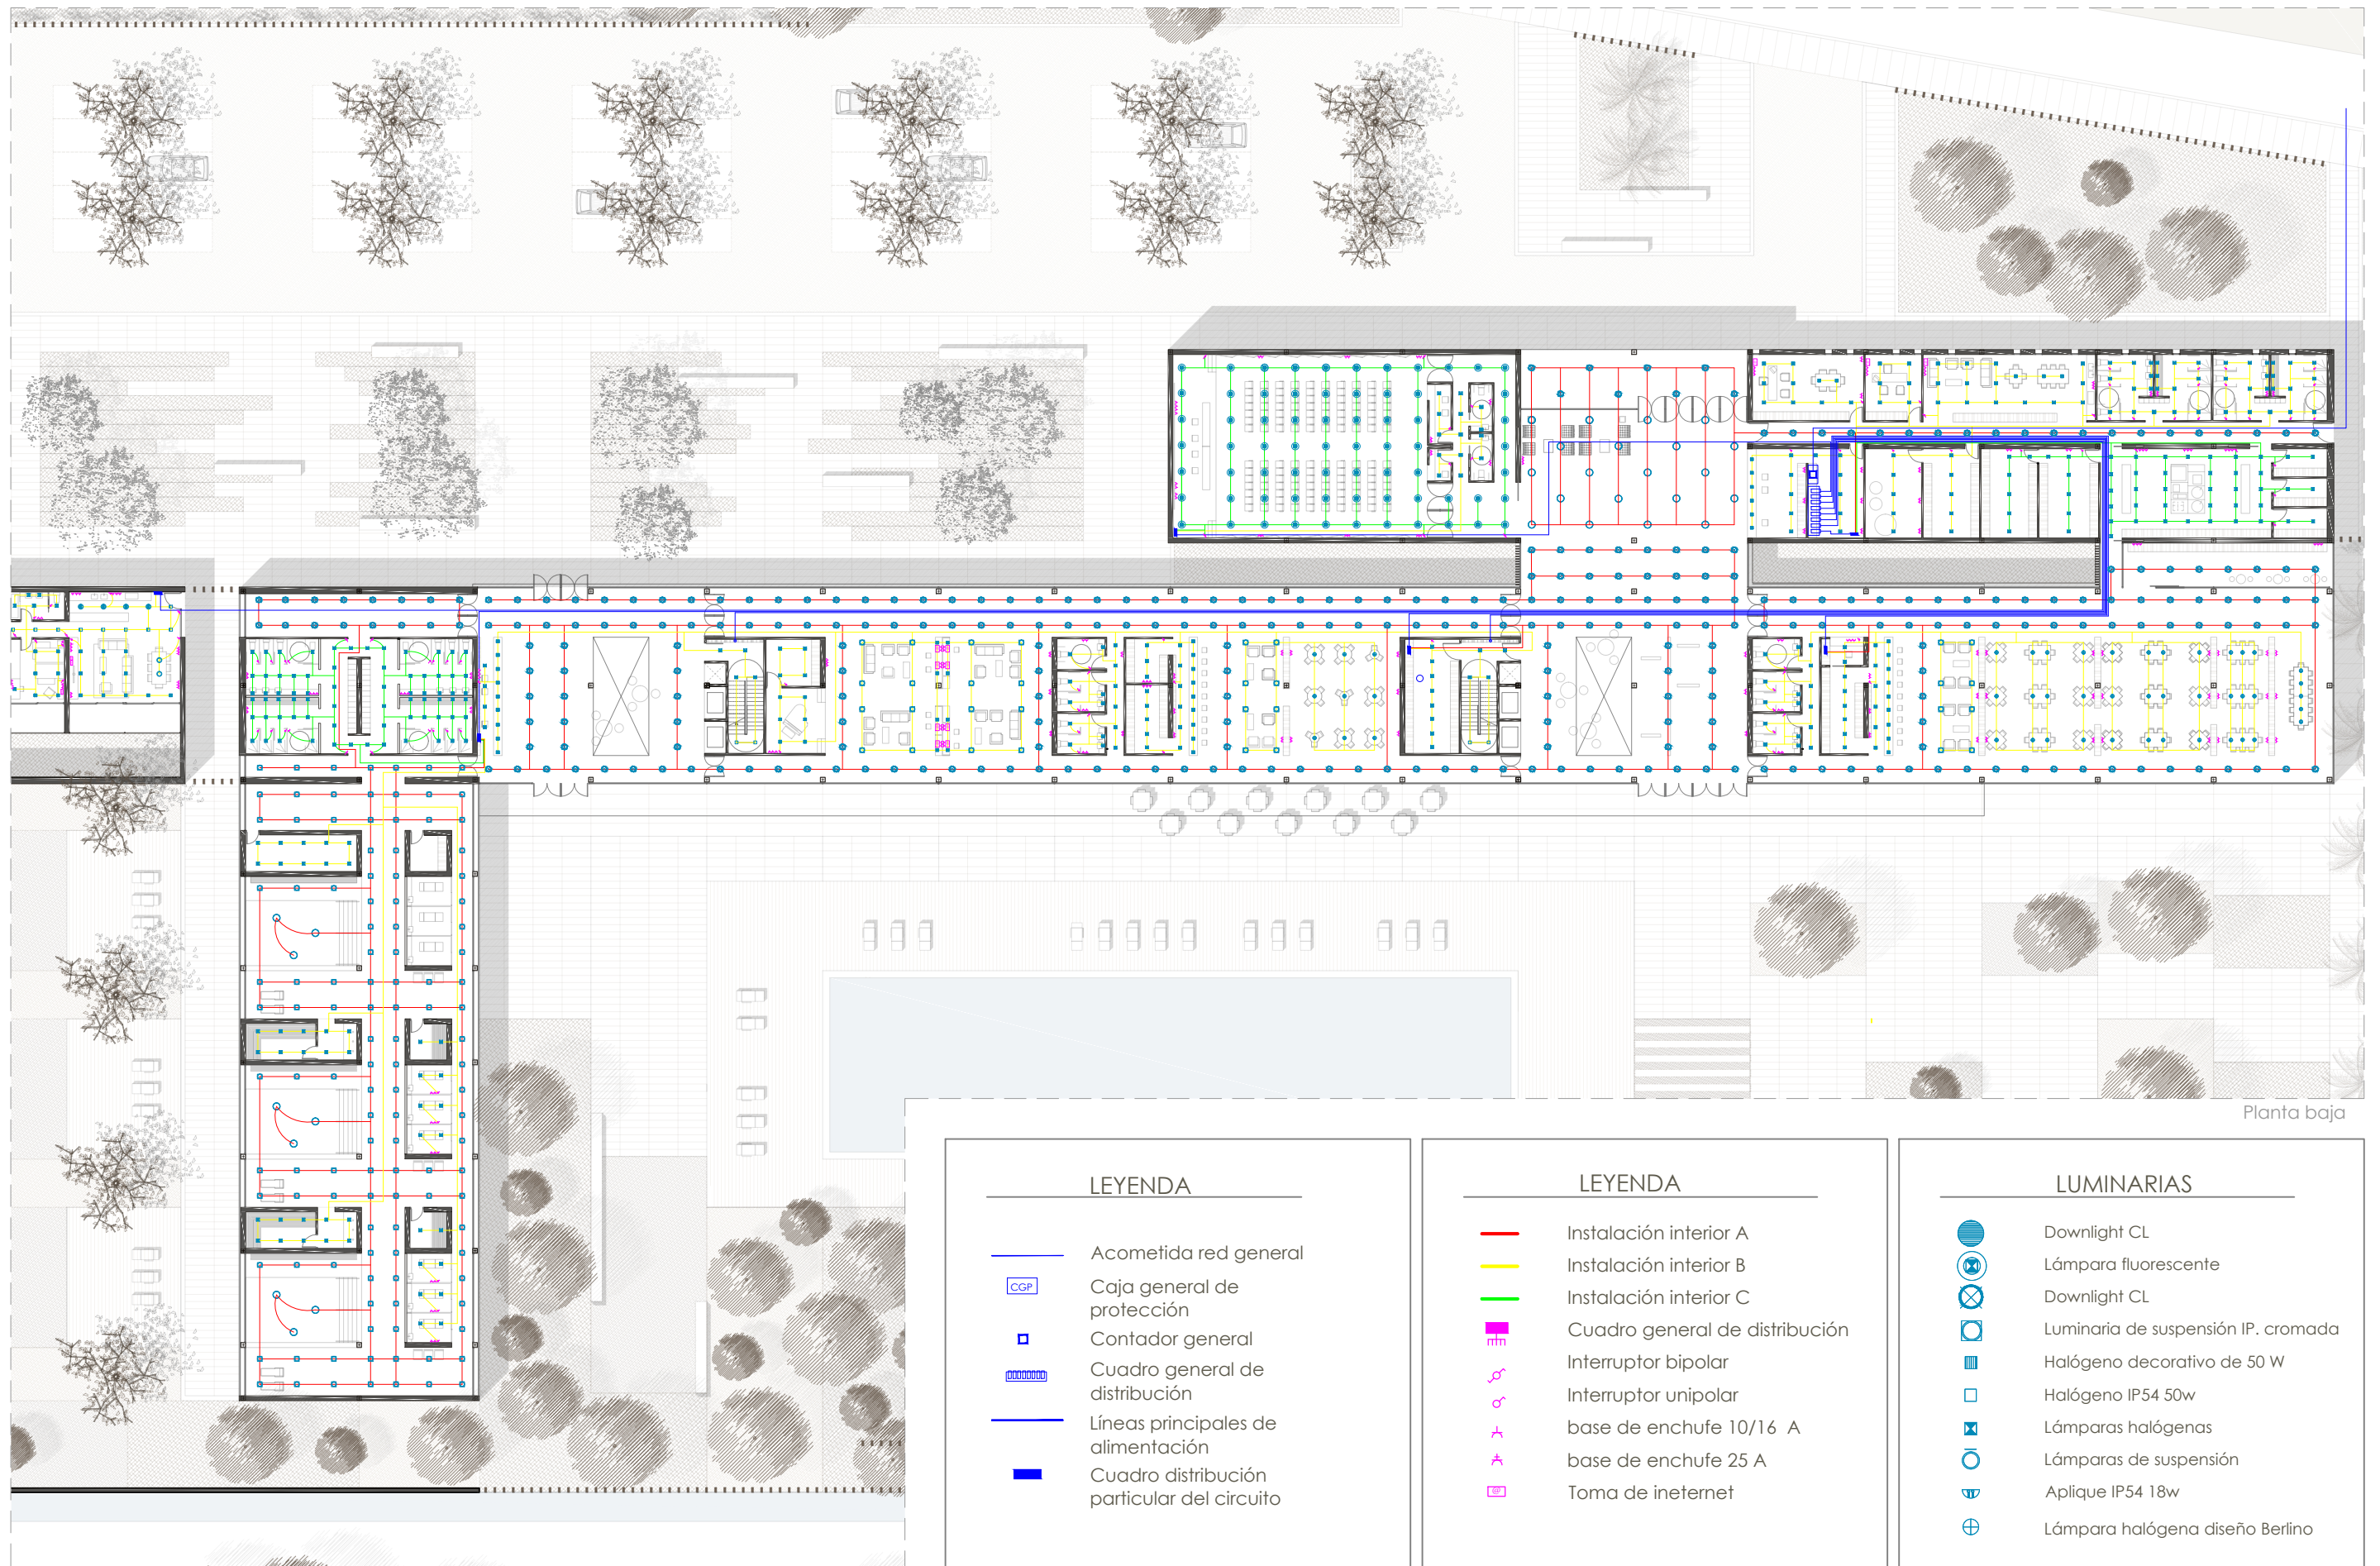 Planta baja
LEYENDA
Acometida red general
CGP
Caja general de
protección
Contador general
Cuadro general de
distribución
Líneas principales de
alimentación
Cuadro distribución
particular del circuito
LEYENDA
Instalación interior A
Instalación interior B
Instalación interior C
Cuadro general de distribución
Interruptor bipolar
Interruptor unipolar
base de enchufe 10/16 A
base de enchufe 25 A
Toma de ineternet
LUMINARIAS
Downlight CL
Lámpara fluorescente
Downlight CL
Luminaria de suspensión IP. cromada
Halógeno decorativo de 50 W
Halógeno IP54 50w
Lámparas halógenas
Lámparas de suspensión
Aplique IP54 18w
Lámpara halógena diseño Berlino